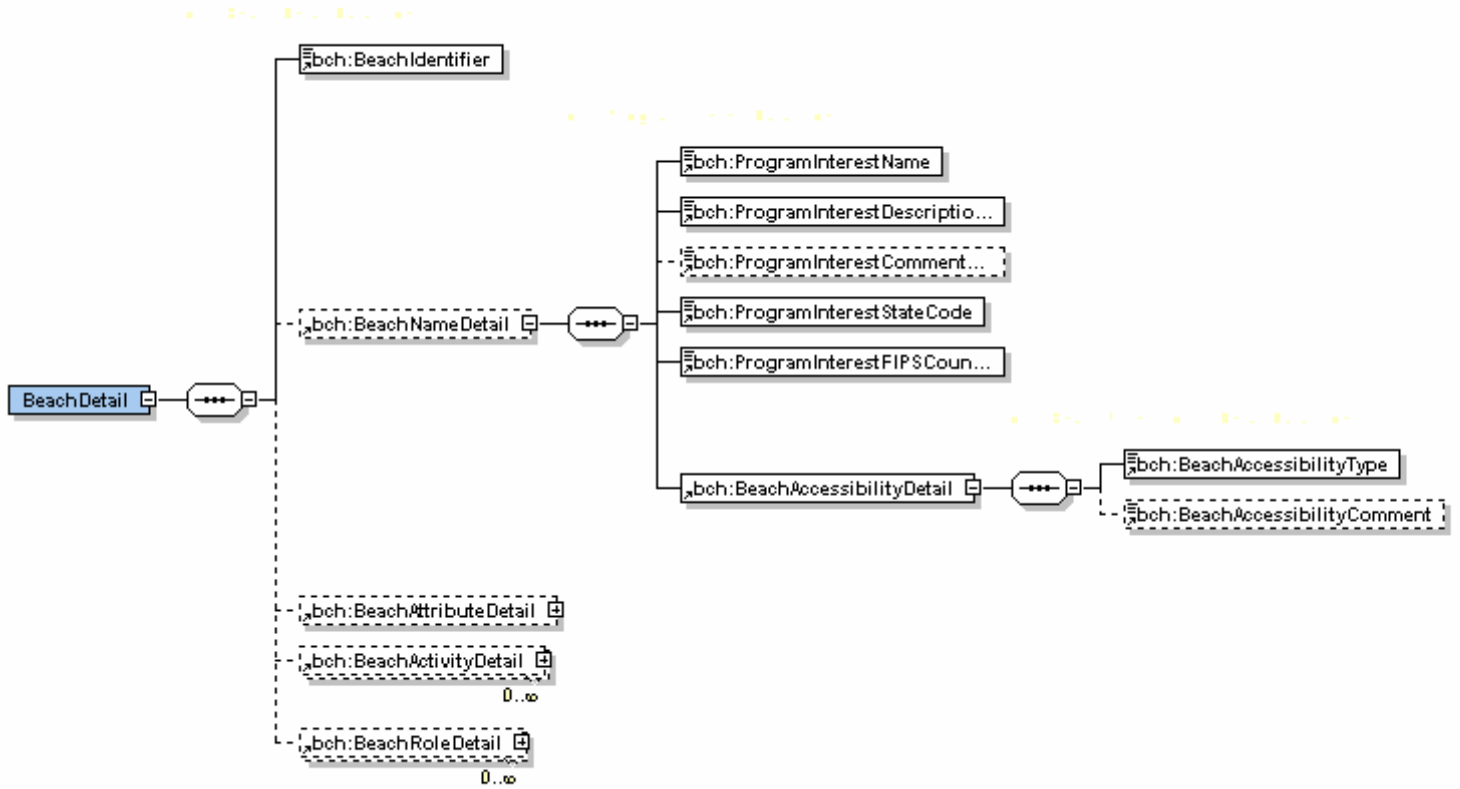 bch:BeachIdentifier
bch:ProgramInterestName
bch:ProgramInterestDescriptio...
bch:ProgramInterestComment...
bch:BeachNameDetail
bch:ProgramInterestStateCode
bch:ProgramInterestFIPSCoun...
BeachDetail
bch:BeachAccessibilityDetail
bch:BeachAccessibilityType
bch:BeachAccessibilityComment
bch:BeachAttributeDetail
bch:BeachActivityDetail
0..∞
bch:BeachRoleDetail
0..∞